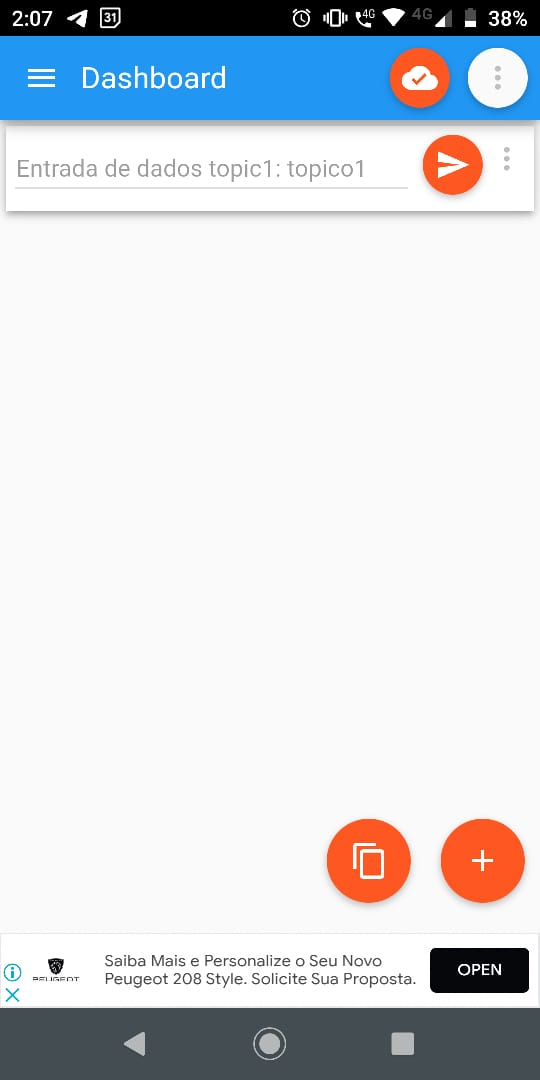 2:07
31
4G
4G
38%
Dashboard
Entrada de dados topic1: topico1
Saiba Mais e Personalize o Seu Novo
Peugeot 208 Style. Solicite Sua Proposta.
PEUGEOT
OPEN